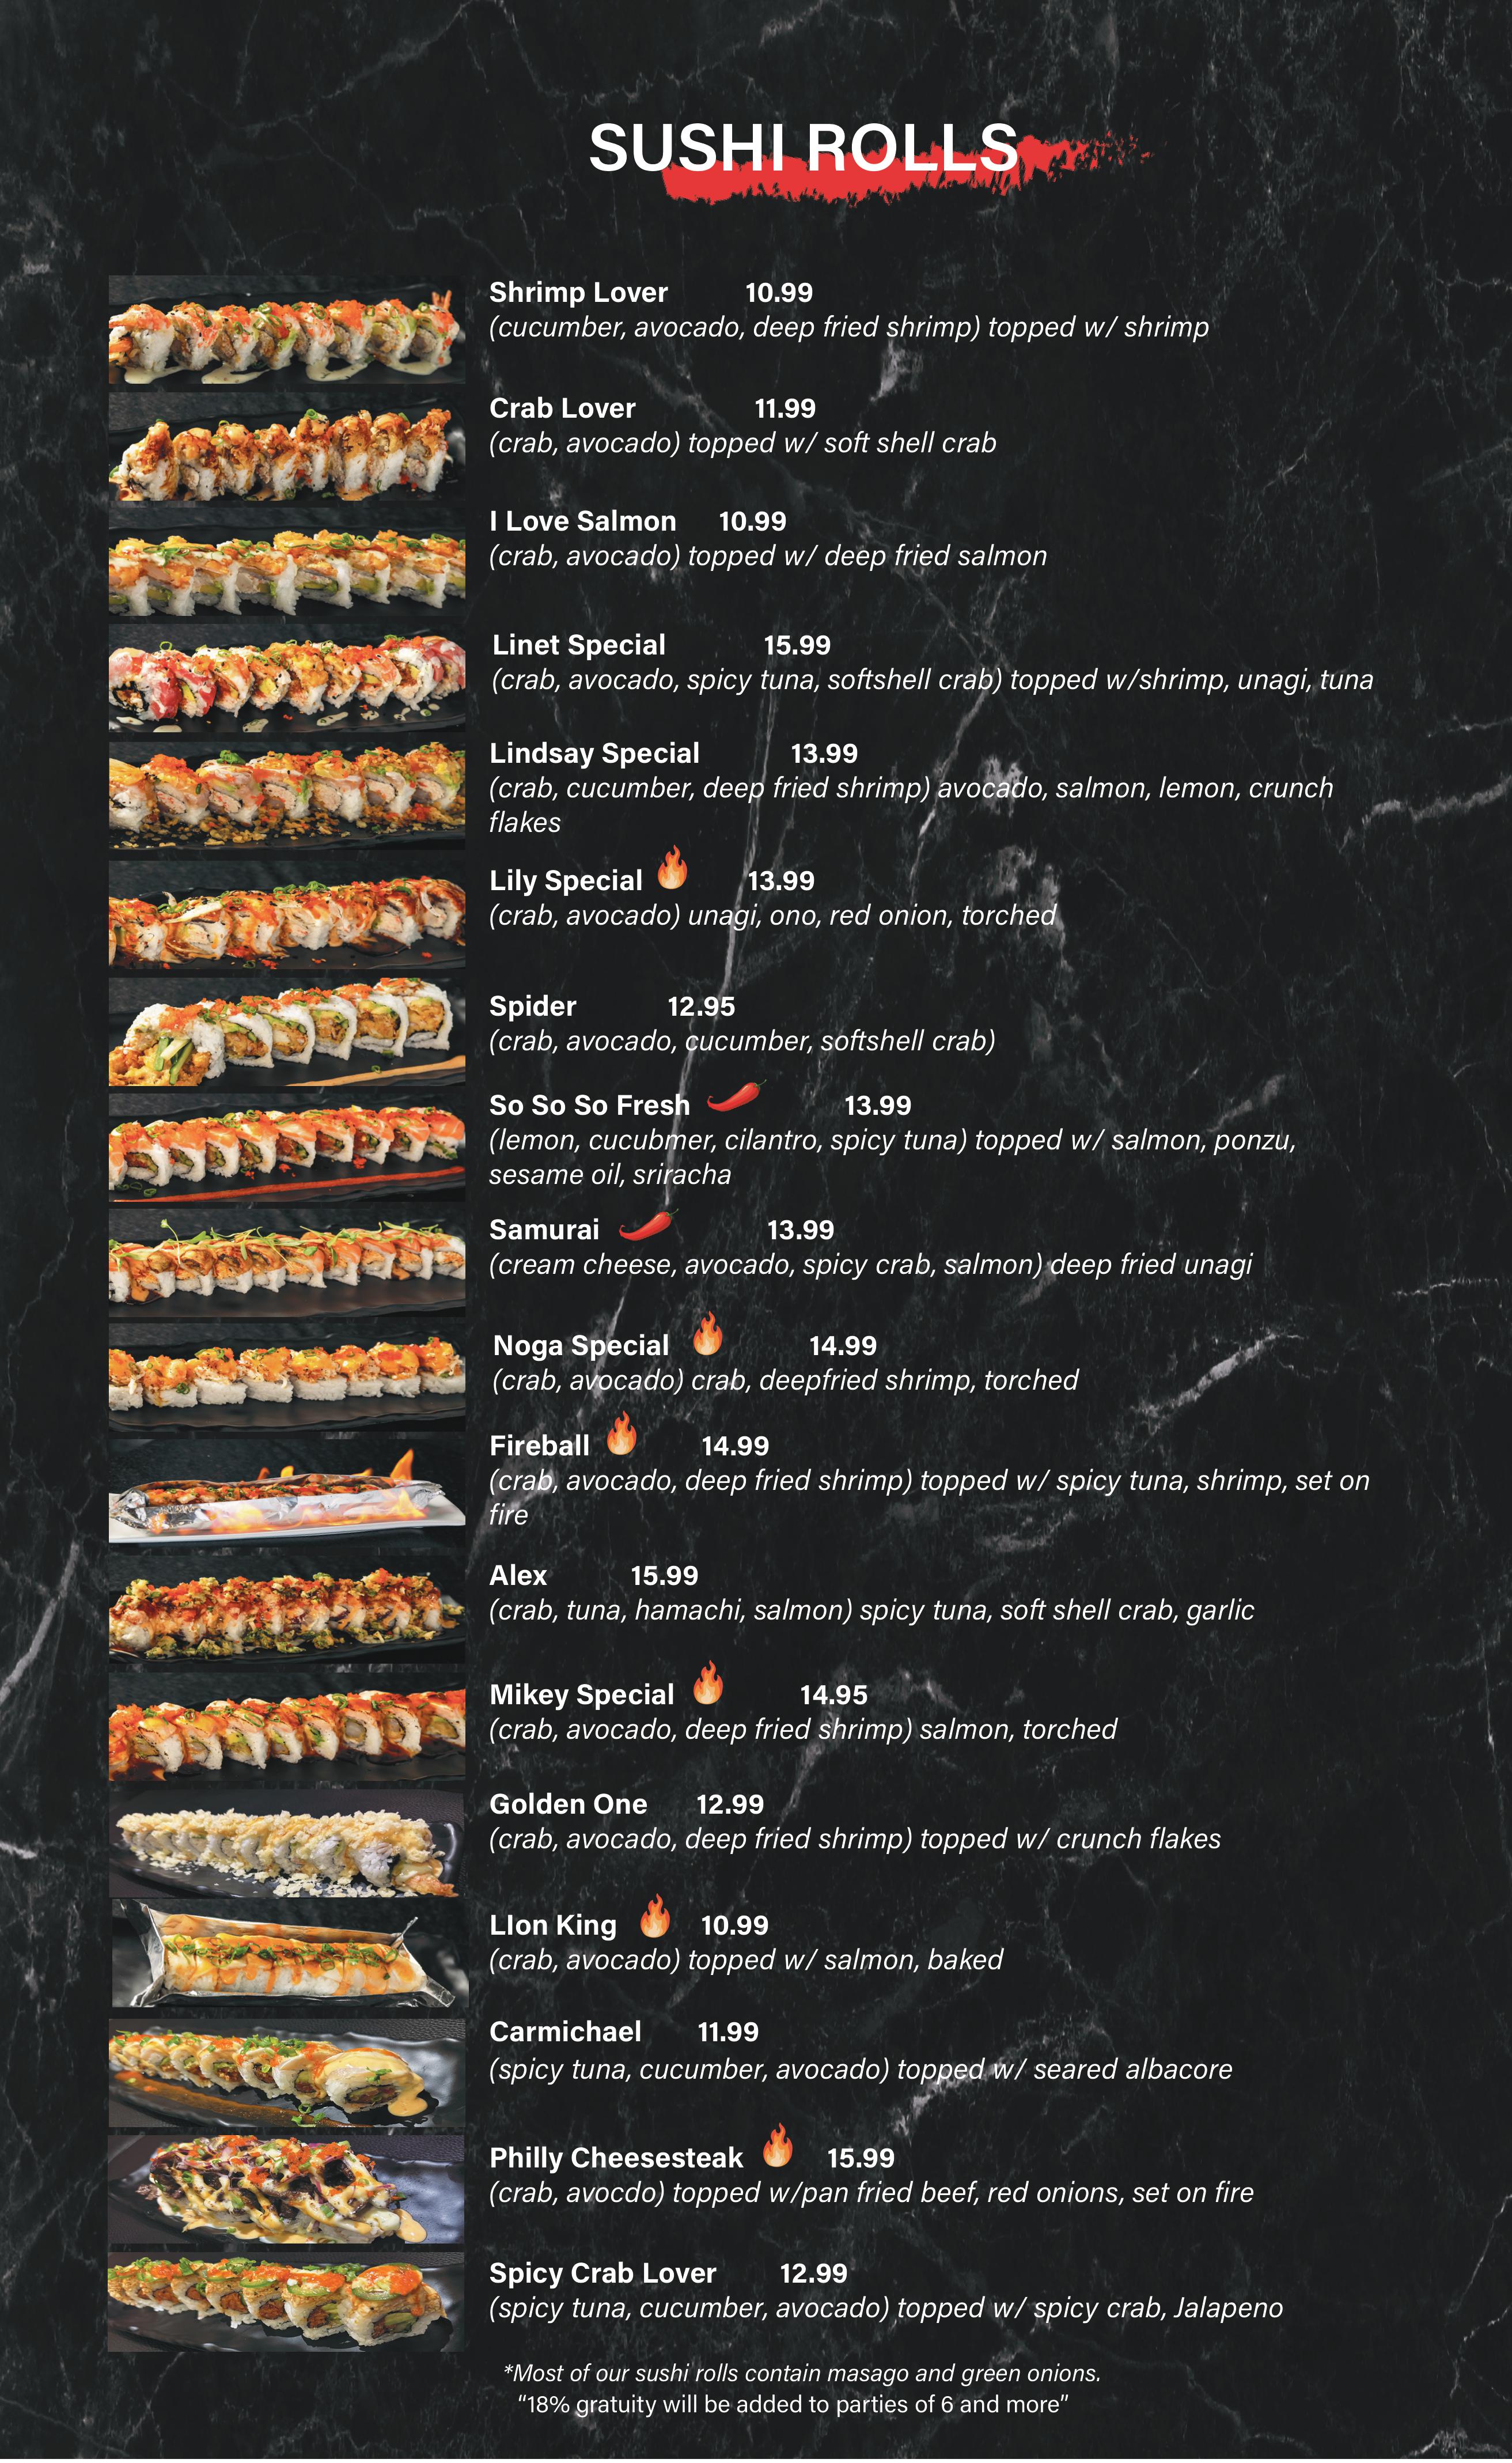 SUSHI ROLLS
Shrimp Lover 10.99
(cucumber, avocado, deep fried shrimp) topped w/ shrimp
Crab Lover 11.99
(crab, avocado) topped w/ soft shell crab
I Love Salmon 10.99
(crab, avocado) topped w/ deep fried salmon
Linet Special 15.99
(crab, avocado, spicy tuna, softshell crab) topped w/shrimp, unagi, tuna
Lindsay Special 13.99
(crab, cucumber, deep fried shrimp) avocado, salmon, lemon, crunch
flakes
Lily Special 13.99
(crab, avocado) unagi, ono, red onion, torched
Spider 12.95
(crab, avocado, cucumber, softshell crab)
So So So Fresh 13.99
(lemon, cucubmer, cilantro, spicy tuna) topped w/ salmon, ponzu,
sesame oil, sriracha
Samurai 13.99
(cream cheese, avocado, spicy crab, salmon) deep fried unagi
Noga Special 14.99
(crab, avocado) crab, deepfried shrimp, torched
Fireball 14.99
(crab, avocado, deep fried shrimp) topped w/ spicy tuna, shrimp, set on
fire
Alex 15.99
(crab, tuna, hamachi, salmon) spicy tuna, soft shell crab, garlic
Mikey Special 14.95
(crab, avocado, deep fried shrimp) salmon, torched
Golden One 12.99
(crab, avocado, deep fried shrimp) topped w/ crunch flakes
LIon King 10.99
(crab, avocado) topped w/ salmon, baked
Carmichael 11.99
(spicy tuna, cucumber, avocado) topped w/ seared albacore
Philly Cheesesteak 15.99
(crab, avocdo) topped w/pan fried beef, red onions, set on fire
Spicy Crab Lover 12.99
(spicy tuna, cucumber, avocado) topped w/ spicy crab, Jalapeno
*Most of our sushi rolls contain masago and green onions.
"18% gratuity will be added to parties of 6 and more"